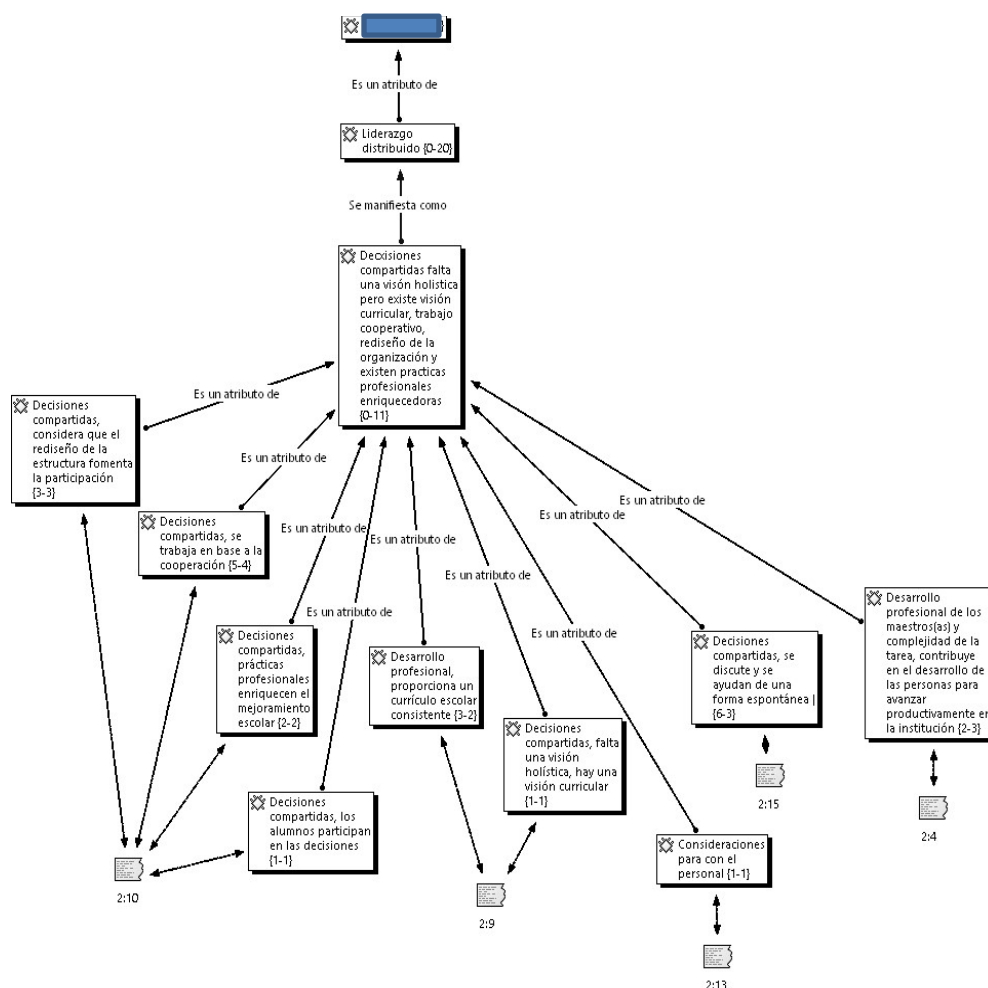 Es un atributo de
Liderazgo
distribuido {0-20}
Se manifiesta como
Decxisiones
compartidas falta
una visón holistica
pero existe visión
curricular, trabajo
cooperativo,
rediseño de la
organización y
existen practicas
profesionales
enriquecedoras
{0-11}
Es un atributo de
Decisiones
compartidas,
considera que el
rediseño de la
estructura fomenta
la participación
{3-3}
Es un atributo de
Decisiones
compartidas, se
trabaja en base a la
cooperación {5-4}
Es un atributo de
Decisiones
compartidas,
prácticas
profesionales
enriquecen el
mejoramiento
escolar {2-2}
Es un atributo de
Decisiones
compartidas, los
alumnos participan
en las decisiones
{1-1}
Es un atributo de
Desarrollo
profesional,
proporciona un
currículo escolar
consistente {3-2}
Es un atributo de
Decisiones
compartidas, falta
una visión
holística, hay una
visión curricular
{1-1}
Es un atributo de
Consideraciones
para con el
personal {1-1}
Es un atributo de
Decisiones
compartidas, se
discute y se
ayudan de una
forma espontánea |
{6-3}
Es un atributo de
Desarrollo
profesional de los
maestros(as) y
complejidad de la
tarea, contribuye
en el desarrollo de
las personas para
avanzar
productivamente en
la institución {2-3}
2:10
2:9
2:13
2:15
2:4